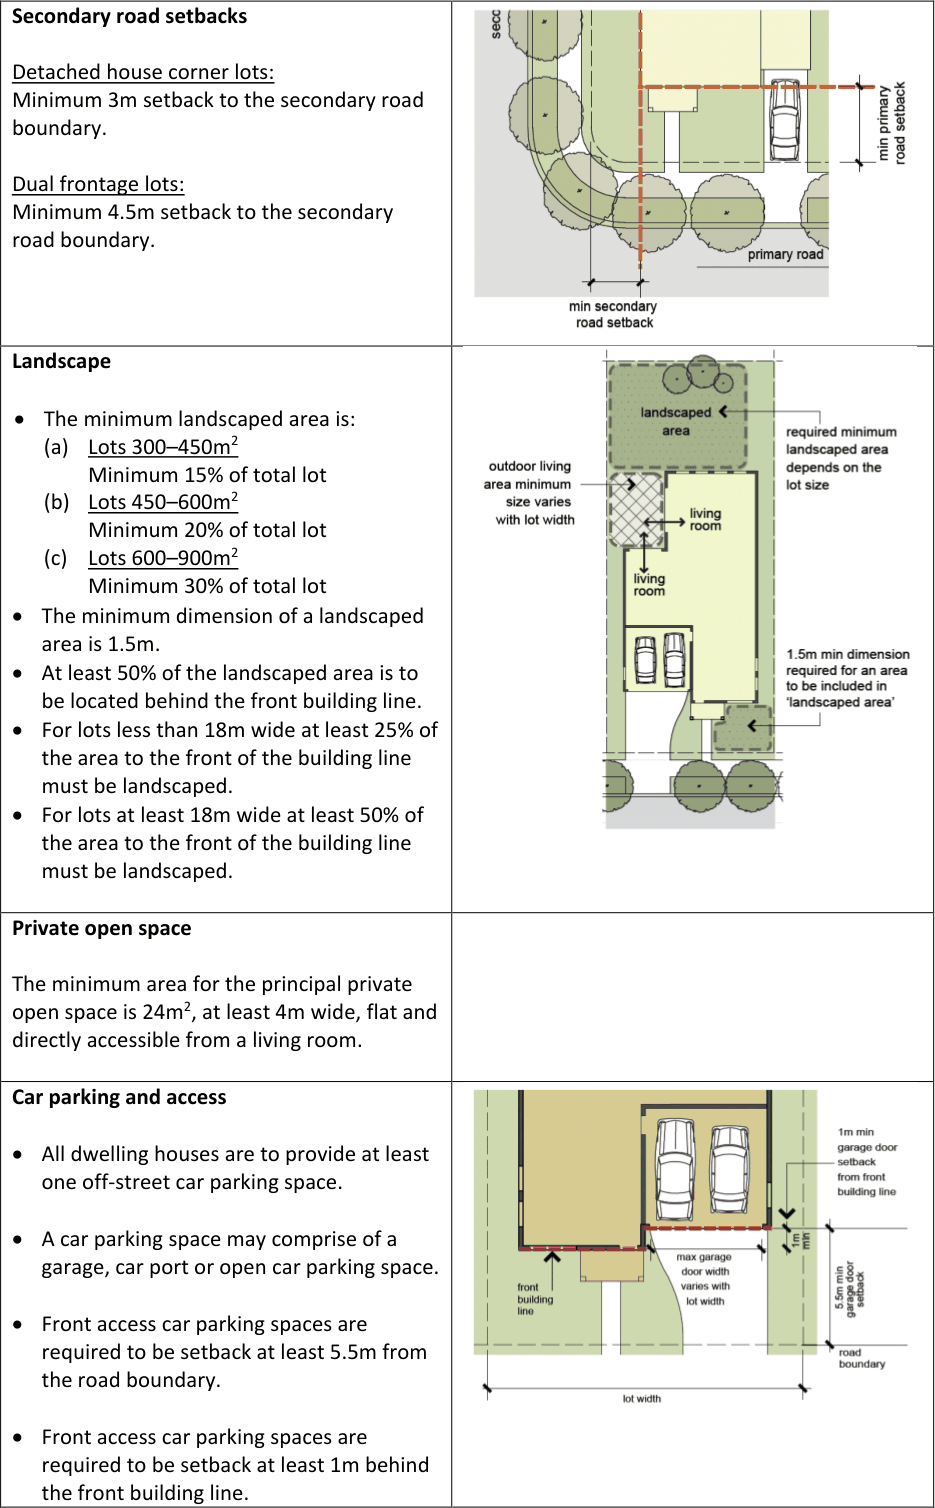 Secondary road setbacks
Detached house corner lots:
Minimum 3m setback to the secondary road
boundary.
Dual frontage lots:
Minimum 4.5m setback to the secondary
road boundary.
seco
min primary
road setback
primary road
min secondary
road setback
Landscape
• The minimum landscaped area is:
(a) Lots 300–450m²
Minimum 15% of total lot
(b) Lots 450–600m²
Minimum 20% of total lot
(c) Lots 600–900m²
Minimum 30% of total lot
• The minimum dimension of a landscaped
area is 1.5m.
• At least 50% of the landscaped area is to
be located behind the front building line.
• For lots less than 18m wide at least 25% of
the area to the front of the building line
must be landscaped.
• For lots at least 18m wide at least 50% of
the area to the front of the building line
must be landscaped.
landscaped
area
required minimum
landscaped area
depends on the
lot size
outdoor living
area minimum
size varies
with lot width
living
room
living
room
1.5m min dimension
required for an area
to be included in
‘landscaped area’
Private open space
The minimum area for the principal private
open space is 24m², at least 4m wide, flat and
directly accessible from a living room.
Car parking and access
• All dwelling houses are to provide at least
one off-street car parking space.
• A car parking space may comprise of a
garage, car port or open car parking space.
• Front access car parking spaces are
required to be setback at least 5.5m from
the road boundary.
• Front access car parking spaces are
required to be setback at least 1m behind
the front building line.
1m min
garage door
setback
from front
building line
1m
min
max garage
door width
varies with
lot width
front
building
line
5.5m min
garage door
setback
road
boundary
lot width